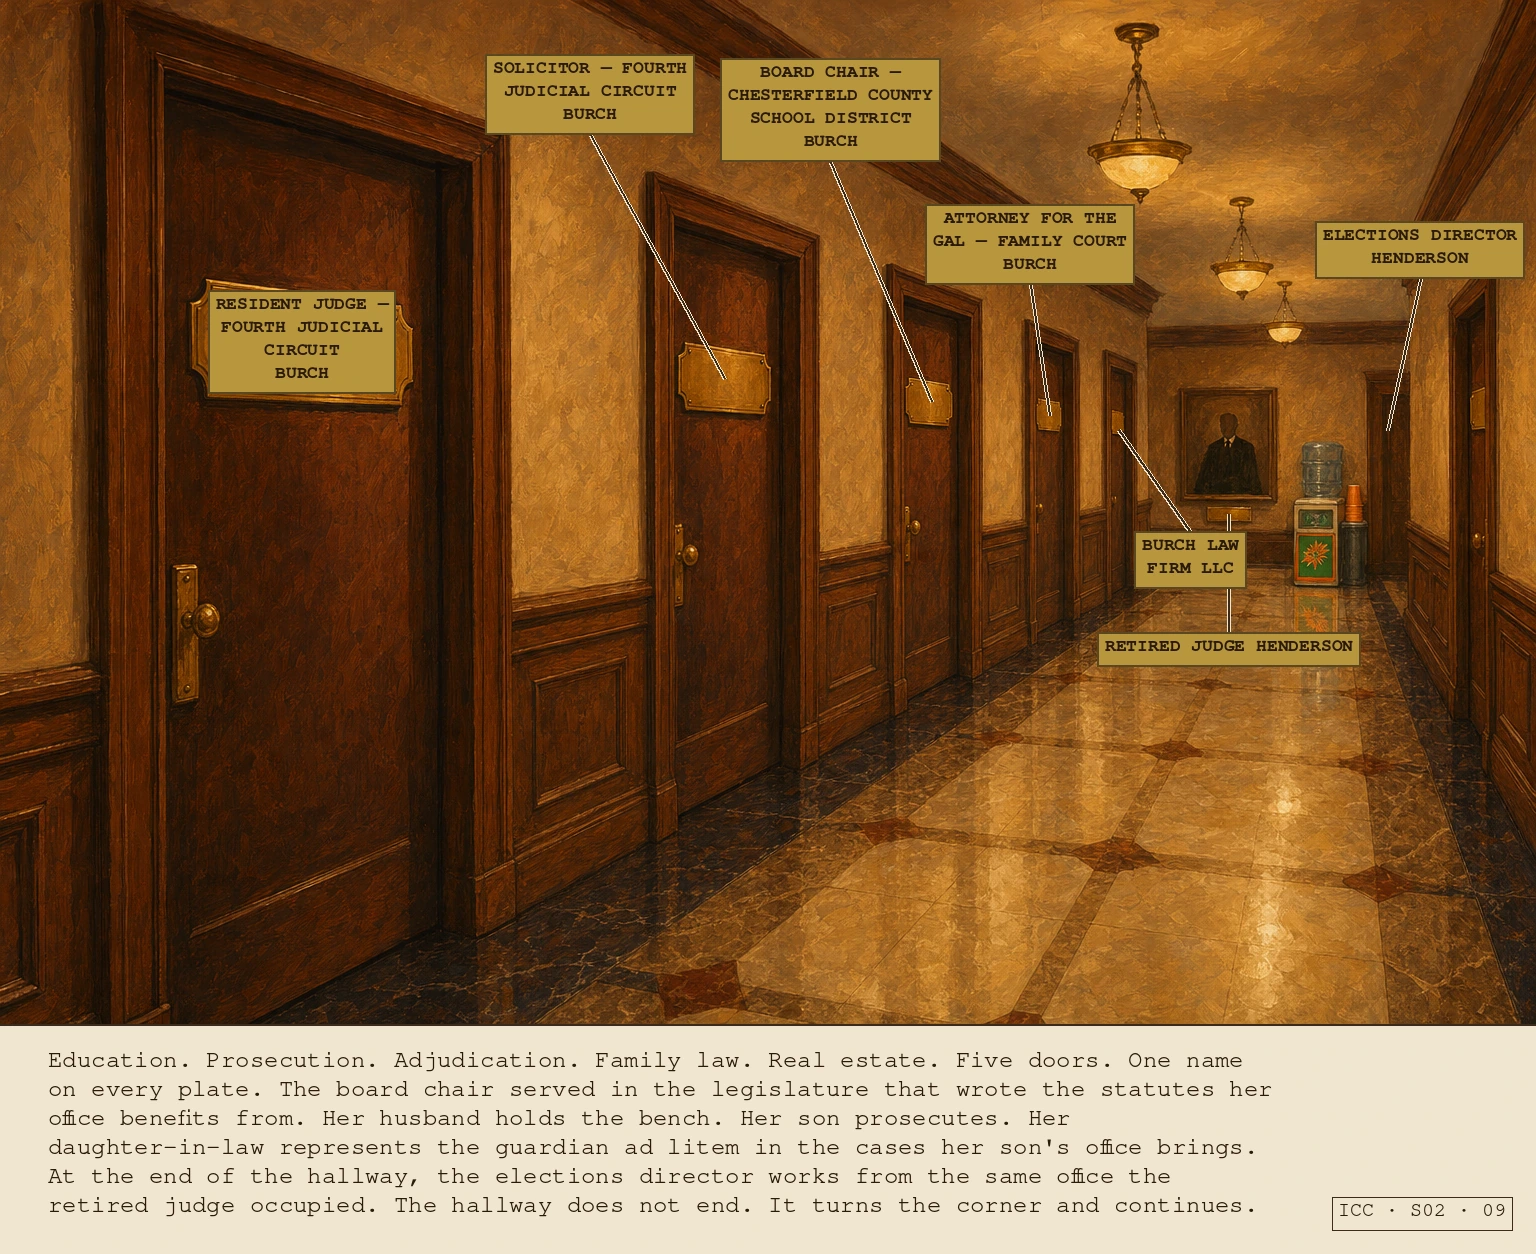 SOLICITOR — FOURTH
JUDICIAL CIRCUIT
BURCH
BOARD CHAIR —
CHESTERFIELD COUNTY
SCHOOL DISTRICT
BURCH
ATTORNEY FOR THE
GAL — FAMILY COURT
BURCH
ELECTIONS DIRECTOR
HENDERSON
RESIDENT JUDGE —
FOURTH JUDICIAL
CIRCUIT
BURCH
BURCH LAW
FIRM LLC
RETIRED JUDGE HENDERSON
Education. Prosecution. Adjudication. Family law. Real estate. Five doors. One name
on every plate. The board chair served in the legislature that wrote the statutes her
office benefits from. Her husband holds the bench. Her son prosecutes. Her
daughter-in-law represents the guardian ad litem in the cases her son's office brings.
At the end of the hallway, the elections director works from the same office the
retired judge occupied. The hallway does not end. It turns the corner and continues.
ICC · S02 · 09